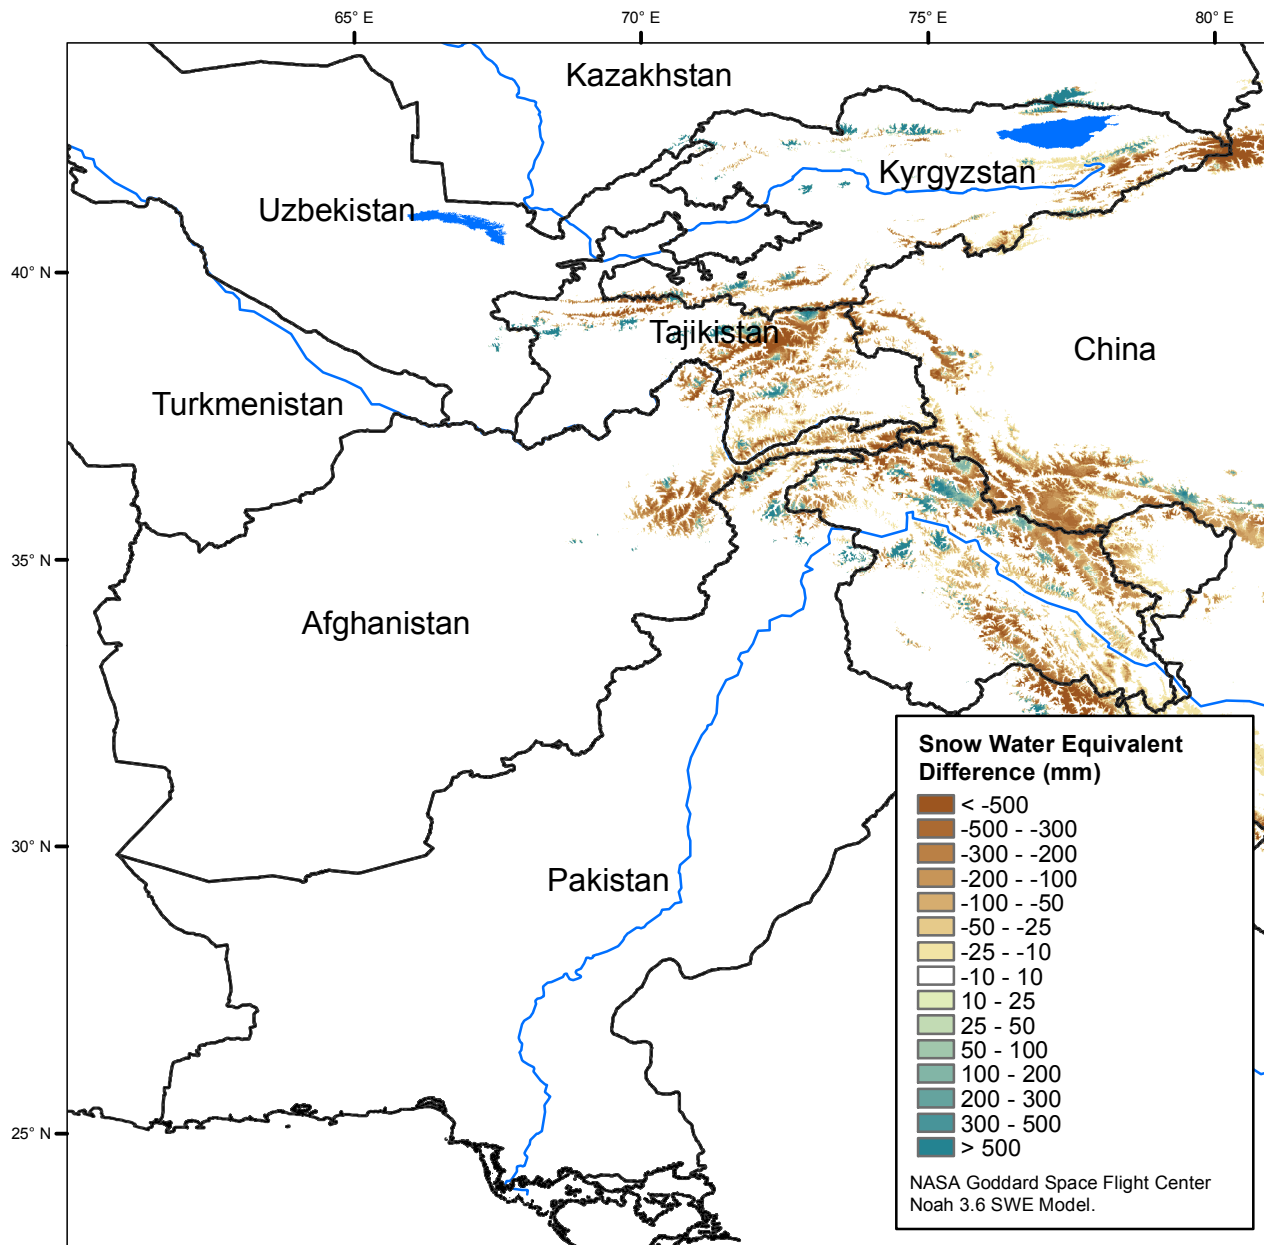 65° E
70° E
75° E
80° E
Kazakhstan
Kyrgyzstan
Uzbekistan
40° N
Tajikistan
China
Turkmenistan
35° N
Afghanistan
30° N
Pakistan
25° N
Snow Water Equivalent
Difference (mm)
< -500
-500 - -300
-300 - -200
-200 - -100
-100 - -50
-50 - -25
-25 - -10
-10 - 10
10 - 25
25 - 50
50 - 100
100 - 200
200 - 300
300 - 500
> 500
NASA Goddard Space Flight Center
Noah 3.6 SWE Model.